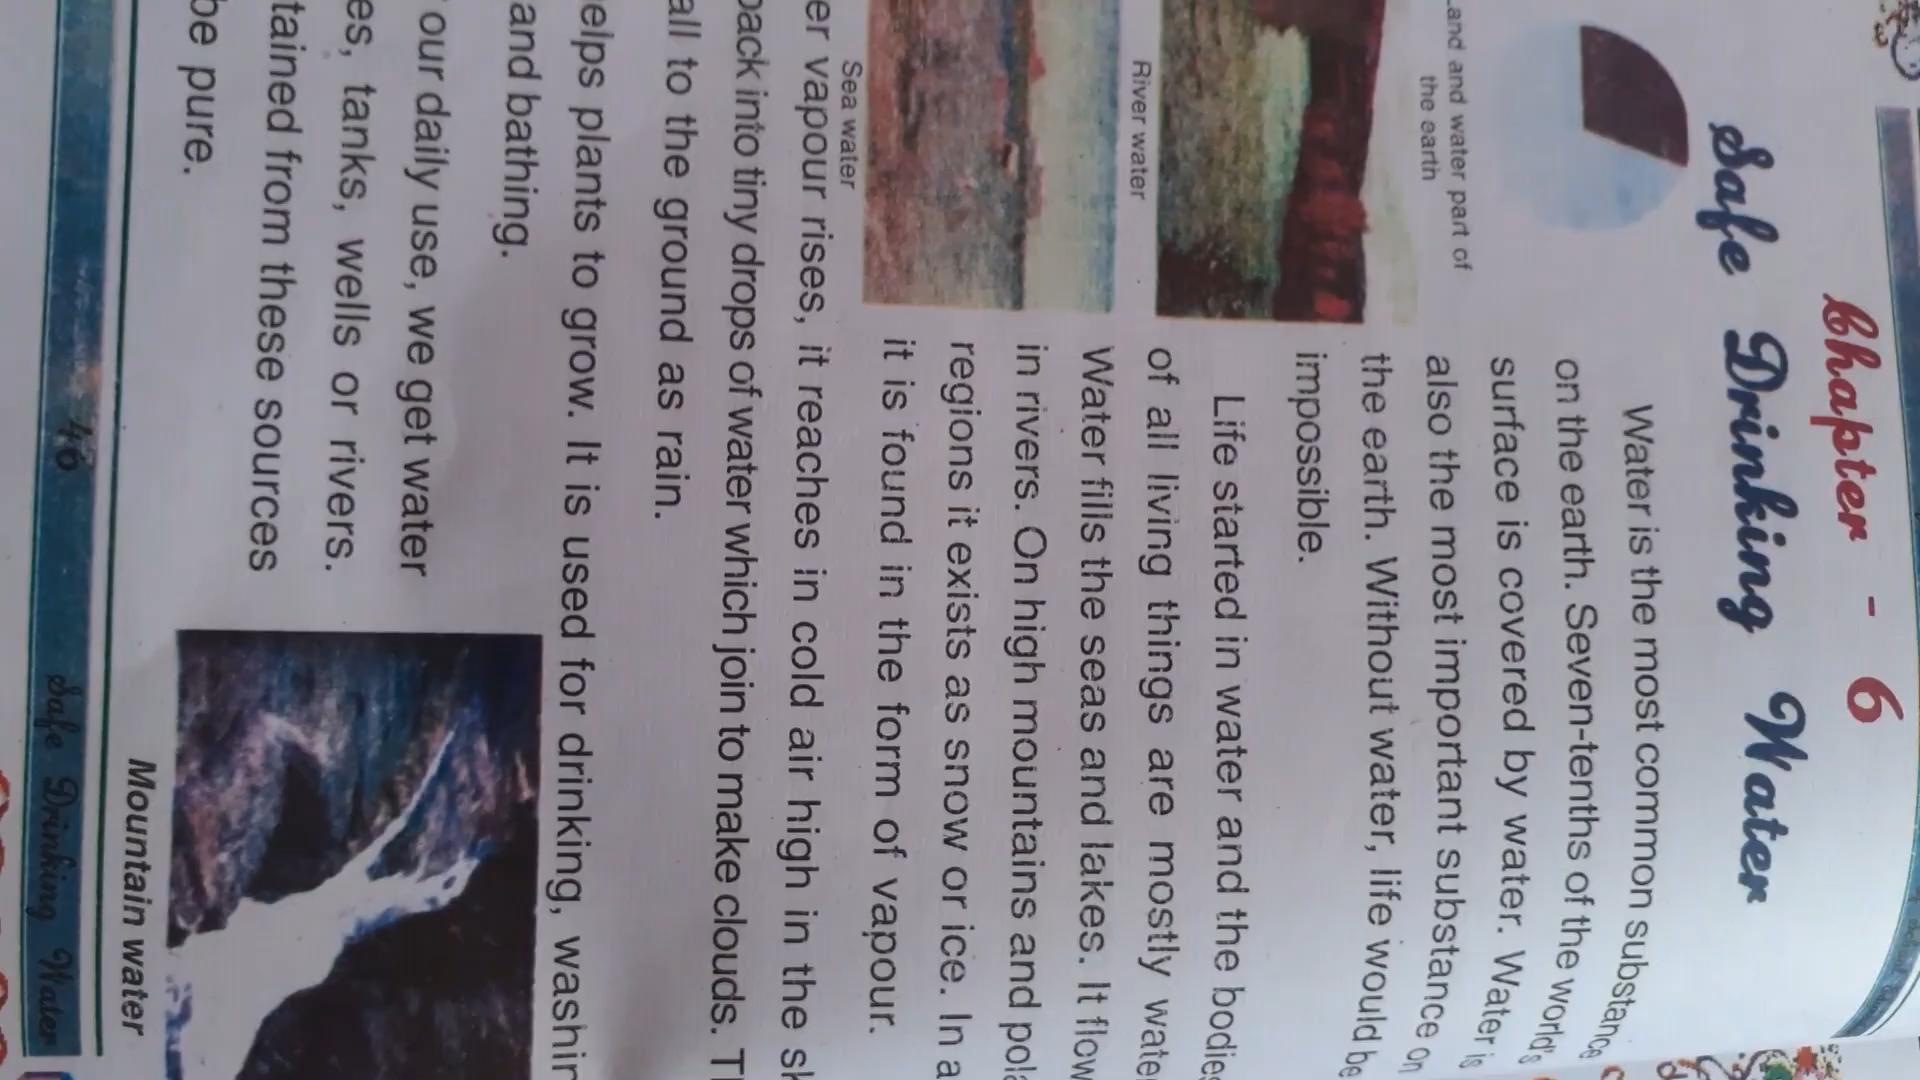 Chapter - 6
Safe Drinking Water
Water is the most common substance
on the earth. Seven-tenths of the world's
surface is covered by water. Water is
also the most important substance on
the earth. Without water, life would be
impossible.
and and water part of
the earth
River water
Life started in water and the bodies
of all living things are mostly water
Water fills the seas and lakes. It flow
in rivers. On high mountains and pola
regions it exists as snow or ice. In a
it is found in the form of vapour.
Sea water
er vapour rises, it reaches in cold air high in the sk
back into tiny drops of water which join to make clouds. Th
all to the ground as rain.
elps plants to grow. It is used for drinking, washin
and bathing.
our daily use, we get water
es, tanks, wells or rivers.
tained from these sources
be pure.
Mountain water
46
Safe Drinking Water